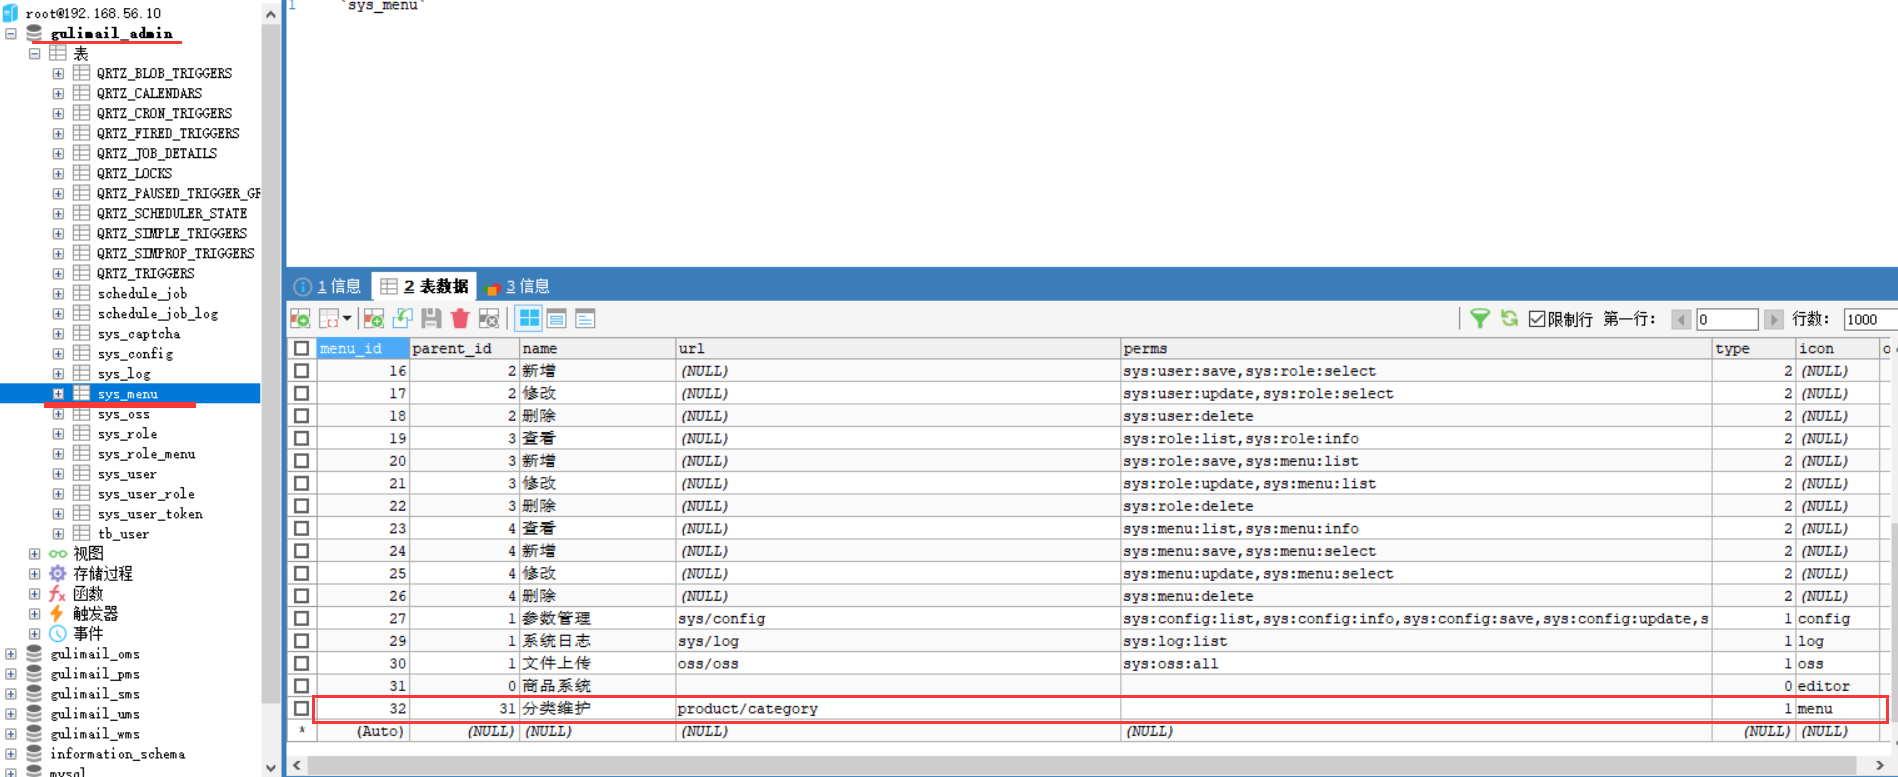 root@192.168.56.10
gulimail_admin
表
QRTZ_BLOB_TRIGGERS
QRTZ_CALENDARS
QRTZ_CRON_TRIGGERS
QRTZ_FIRED_TRIGGERS
QRTZ_JOB_DETAILS
QRTZ_LOCKS
QRTZ_PAUSED_TRIGGER_GR
QRTZ_SCHEDULER_STATE
QRTZ_SIMPLE_TRIGGERS
QRTZ_SIMPROP_TRIGGERS
QRTZ_TRIGGERS
schedule_job
schedule_job_log
sys_captcha
sys_config
sys_log
sys_menu
sys_oss
sys_role
sys_role_menu
sys_user
sys_user_role
sys_user_token
tb_user
视图
存储过程
函数
触发器
事件
gulimail_oms
gulimail_pms
gulimail_sms
gulimail_ums
gulimail_wms
information_schema
mysql
1 `sys_menu`
1 信息 2 表数据 3 信息
限制行 第一行: 0 行数: 1000
menu_id parent_id name url perms type icon o
16 2 新增 (NULL) sys:user:save,sys:role:select 2 (NULL)
17 2 修改 (NULL) sys:user:update,sys:role:select 2 (NULL)
18 2 删除 (NULL) sys:user:delete 2 (NULL)
19 3 查看 (NULL) sys:role:list,sys:role:info 2 (NULL)
20 3 新增 (NULL) sys:role:save,sys:menu:list 2 (NULL)
21 3 修改 (NULL) sys:role:update,sys:menu:list 2 (NULL)
22 3 删除 (NULL) sys:role:delete 2 (NULL)
23 4 查看 (NULL) sys:menu:list,sys:menu:info 2 (NULL)
24 4 新增 (NULL) sys:menu:save,sys:menu:select 2 (NULL)
25 4 修改 (NULL) sys:menu:update,sys:menu:select 2 (NULL)
26 4 删除 (NULL) sys:menu:delete 2 (NULL)
27 1 参数管理 sys/config sys:config:list,sys:config:info,sys:config:save,sys:config:update,s 1 config
29 1 系统日志 sys/log sys:log:list 1 log
30 1 文件上传 oss/oss sys:oss:all 1 oss
31 0 商品系统 0 editor
32 31 分类维护 product/category 1 menu
* (Auto) (NULL) (NULL) (NULL) (NULL) (NULL) (NULL)